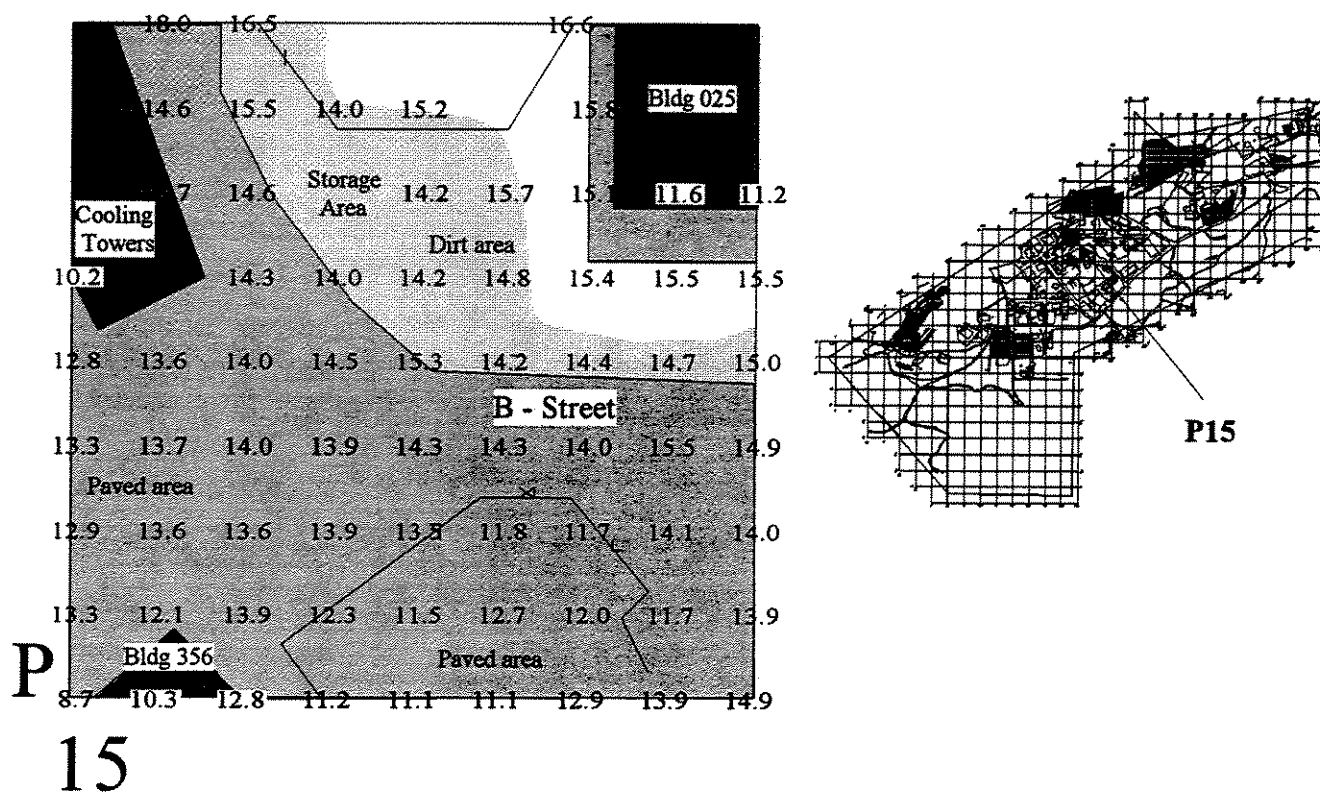 18.0 16.5 16.6
14.6 15.5 14.0 15.2 15.8 Bldg 025
14.6 Storage Area 14.2 15.7 11.6 11.2
Cooling Towers
Dirt area
10.2 14.3 14.0 14.2 14.8 15.4 15.5 15.5
12.8 13.6 14.0 14.5 15.3 14.2 14.4 14.7 15.0
B - Street
13.3 13.7 14.0 13.9 14.3 14.3 14.0 15.5 14.9
Paved area
12.9 13.6 13.6 13.9 13.5 11.8 11.7 14.1 14.0
13.3 12.1 13.9 12.3 11.5 12.7 12.0 11.7 13.9
P Bldg 356 Paved area
8.7 10.3 12.8 11.2 11.1 11.1 12.9 13.9 14.9
15
P15